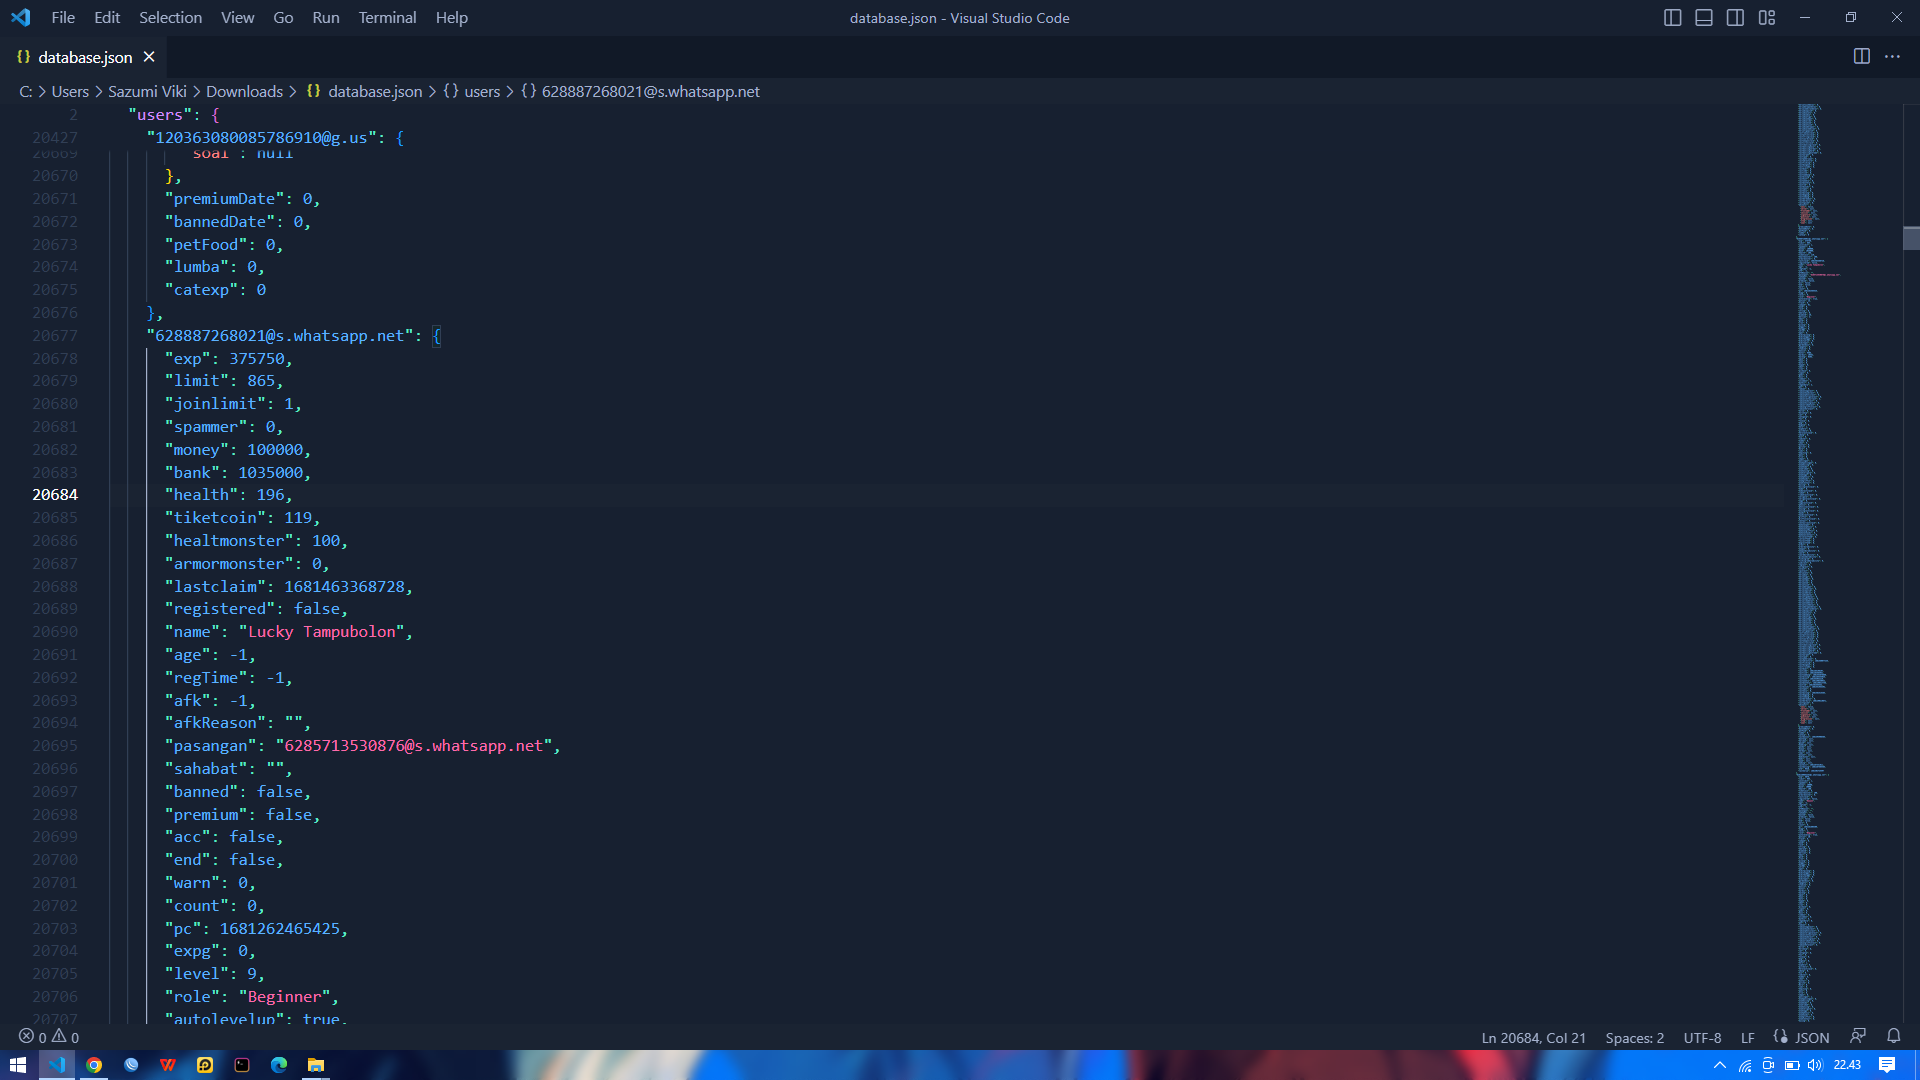 File Edit Selection View Go Run Terminal Help
database.json - Visual Studio Code
{} database.json ×
C: > Users > Sazumi Viki > Downloads > {} database.json > {} users > {} 628887268021@s.whatsapp.net
2 "users": {
20427 "120363080085786910@g.us": {
20669 "soal": null
20670 },
20671 "premiumDate": 0,
20672 "bannedDate": 0,
20673 "petFood": 0,
20674 "lumba": 0,
20675 "catexp": 0
20676 },
20677 "628887268021@s.whatsapp.net": {
20678 "exp": 375750,
20679 "limit": 865,
20680 "joinlimit": 1,
20681 "spammer": 0,
20682 "money": 100000,
20683 "bank": 1035000,
20684 "health": 196,
20685 "tiketcoin": 119,
20686 "healtmonster": 100,
20687 "armormonster": 0,
20688 "lastclaim": 1681463368728,
20689 "registered": false,
20690 "name": "Lucky Tampubolon",
20691 "age": -1,
20692 "regTime": -1,
20693 "afk": -1,
20694 "afkReason": "",
20695 "pasangan": "6285713530876@s.whatsapp.net",
20696 "sahabat": "",
20697 "banned": false,
20698 "premium": false,
20699 "acc": false,
20700 "end": false,
20701 "warn": 0,
20702 "count": 0,
20703 "pc": 1681262465425,
20704 "expg": 0,
20705 "level": 9,
20706 "role": "Beginner",
20707 "autolevelup": true,
0 0
Ln 20684, Col 21 Spaces: 2 UTF-8 LF {} JSON
22.43